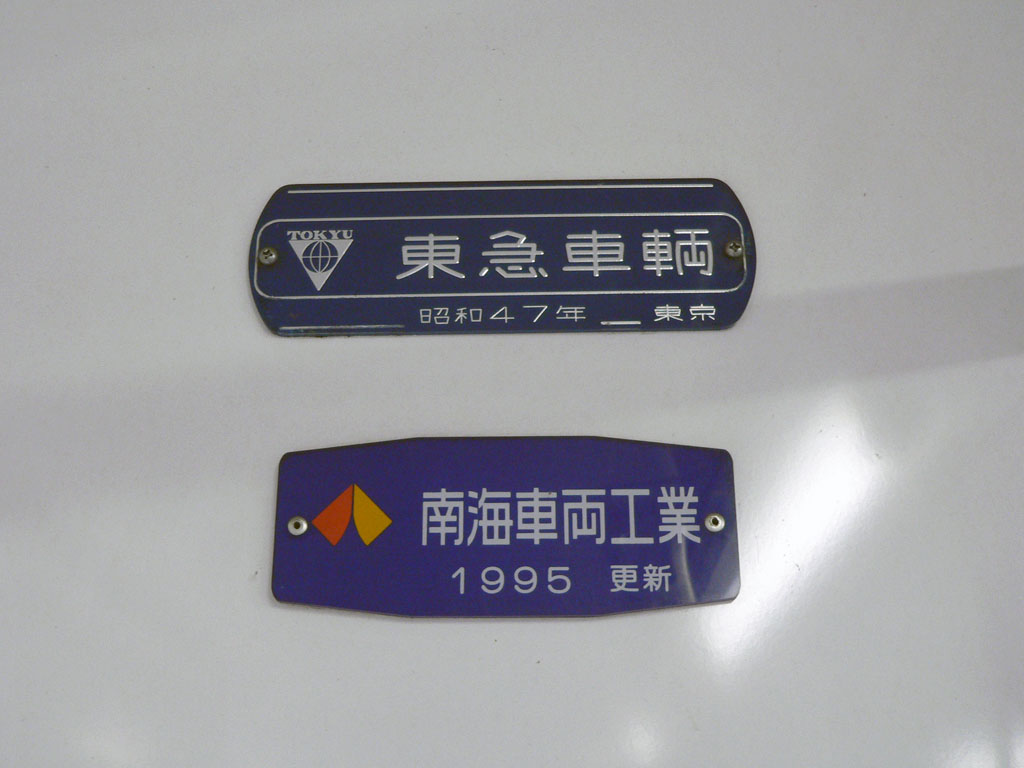 TOKYU
東急車輌
昭和47年 東京
南海車両工業
1995 更新